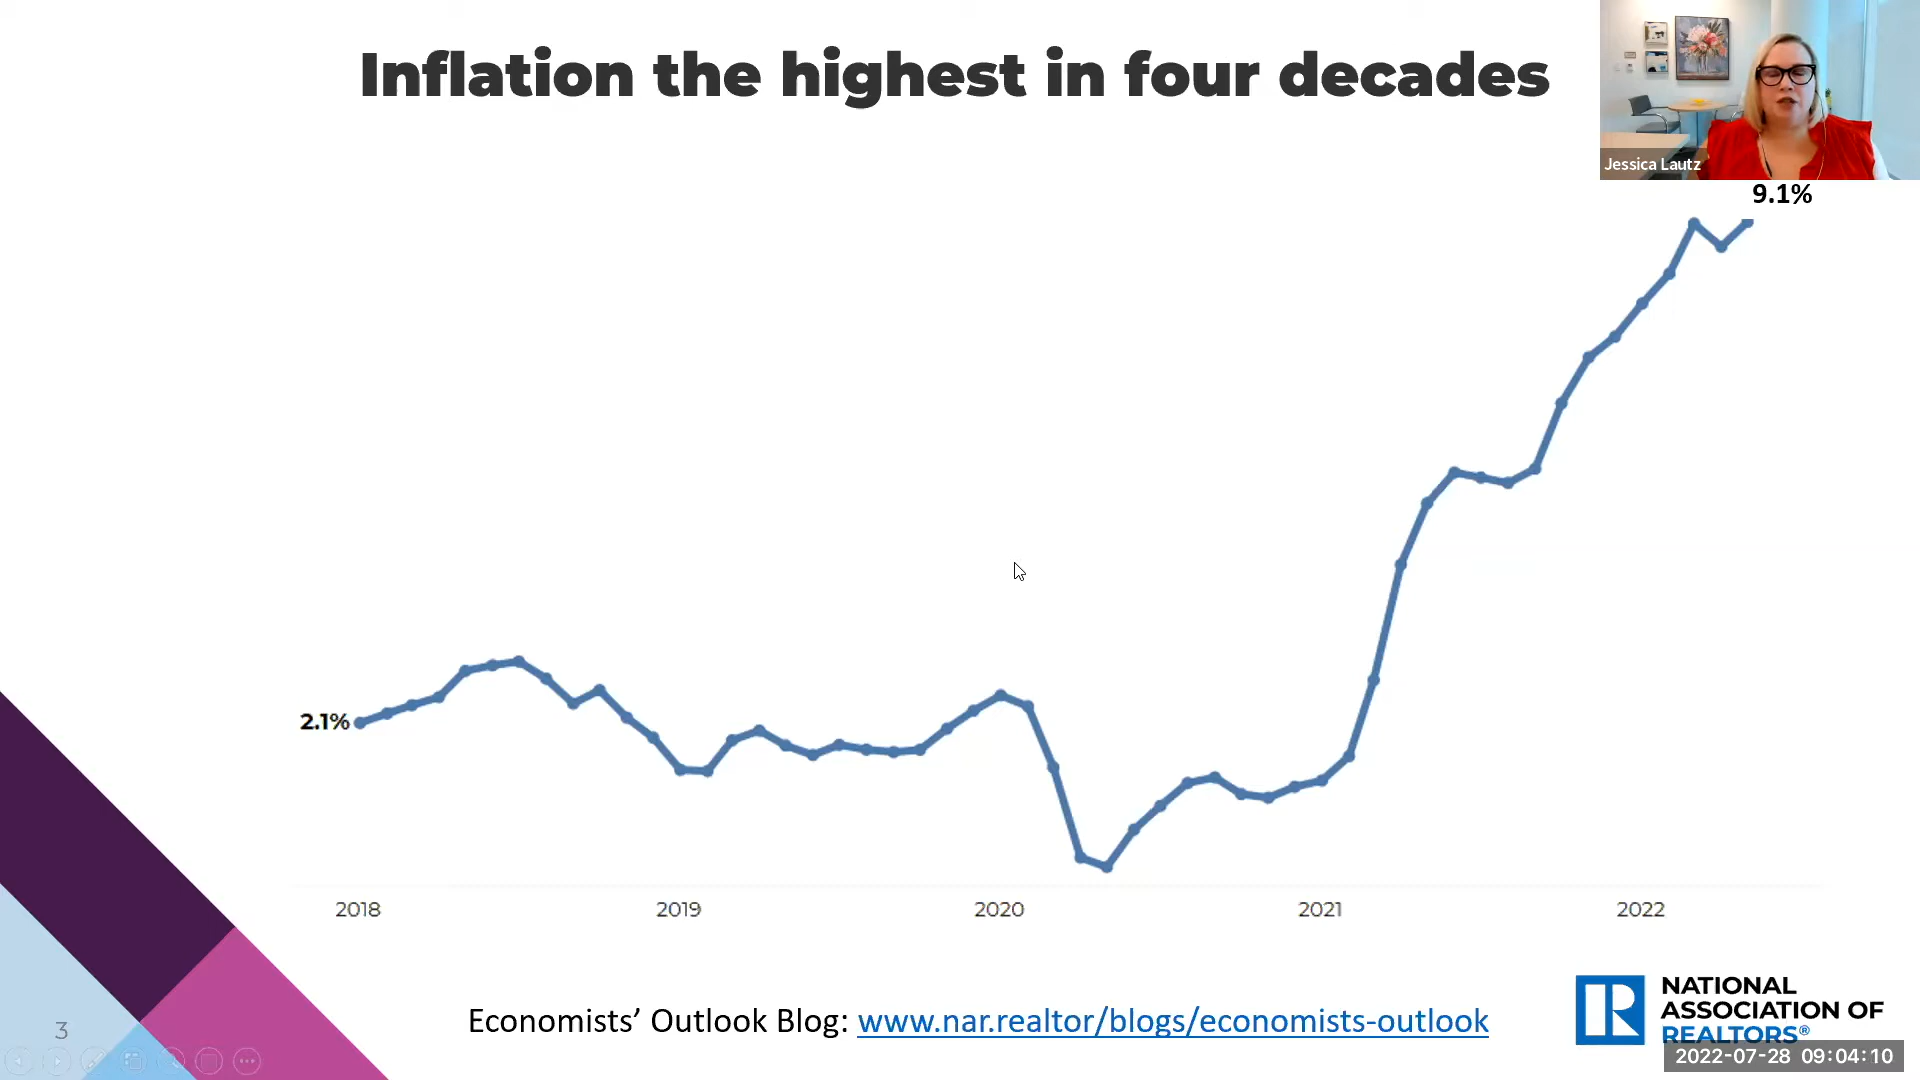 Inflation the highest in four decades
Jessica Lautz
9.1%
2.1%
2018 2019 2020 2021 2022
Economists’ Outlook Blog: www.nar.realtor/blogs/economists-outlook
NATIONAL
ASSOCIATION OF
REALTORS®
3
2022-07-28 09:04:10